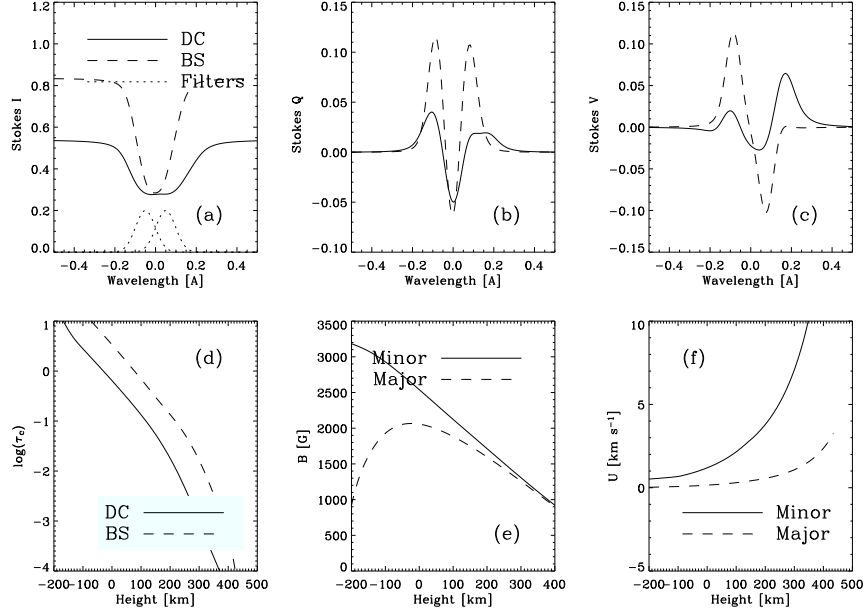 1.2
1.0
0.8
0.6
0.4
0.2
0.0
Stokes I
DC
BS
Filters
(a)
-0.4 -0.2 0.0 0.2 0.4
Wavelength [A]
0.15
0.10
0.05
0.00
-0.05
-0.10
Stokes Q
(b)
-0.4 -0.2 0.0 0.2 0.4
Wavelength [A]
0.15
0.10
0.05
0.00
-0.05
-0.10
-0.15
Stokes V
(c)
-0.4 -0.2 0.0 0.2 0.4
Wavelength [A]
1
0
-1
-2
-3
-4
log(τc)
(d)
DC
BS
-200 -100 0 100 200 300 400 500
Height [km]
3500
3000
2500
2000
1500
1000
500
0
B [G]
Minor
Major
(e)
-200 -100 0 100 200 300 400
Height [km]
10
5
0
-5
U [km s⁻¹]
(f)
Minor
Major
-200 -100 0 100 200 300 400 500
Height [km]